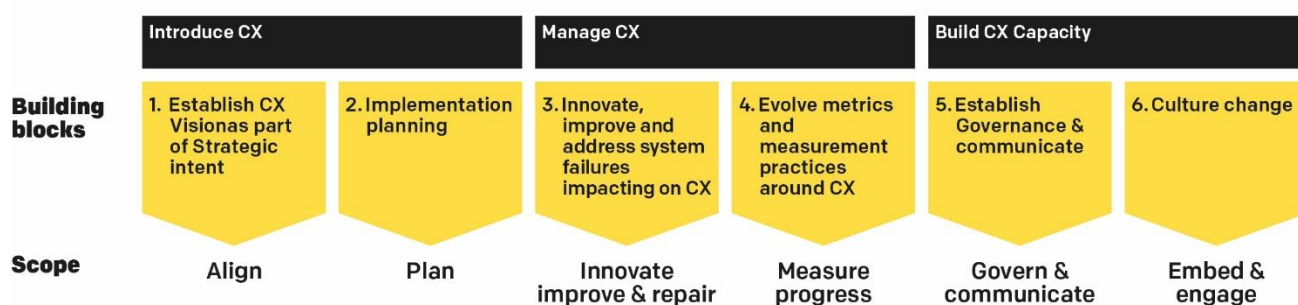 Introduce CX
Manage CX
Build CX Capacity
Building
blocks
1. Establish CX
Visionas part
of Strategic
intent
2. Implementation
planning
3. Innovate,
improve and
address system
failures
impacting on CX
4. Evolve metrics
and
measurement
practices
around CX
5. Establish
Governance &
communicate
6. Culture change
Scope
Align
Plan
Innovate
improve & repair
Measure
progress
Govern &
communicate
Embed &
engage